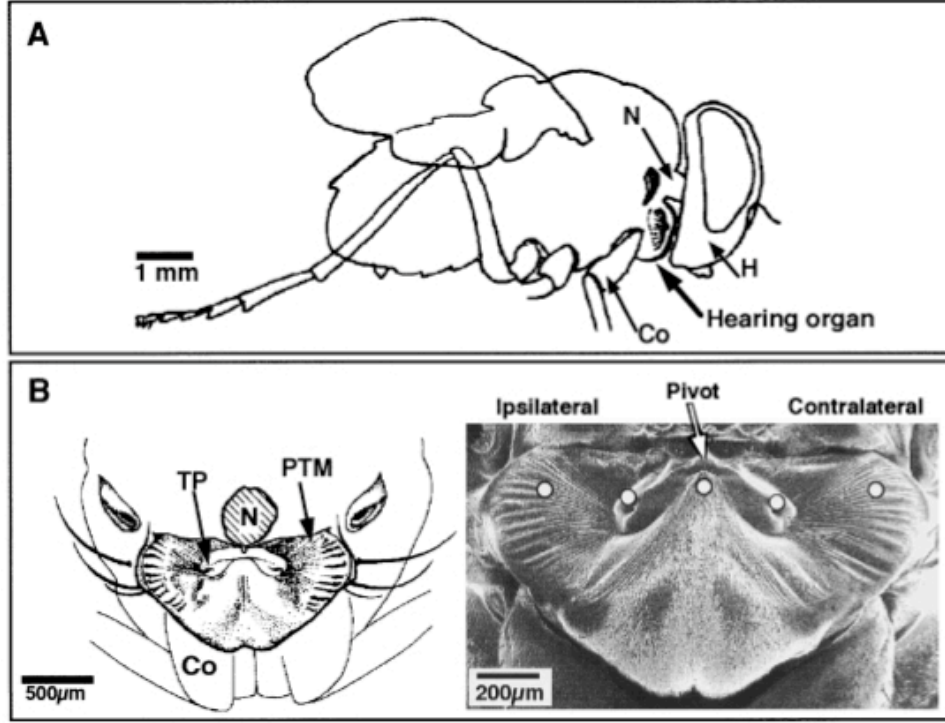 A
N
1 mm
H
Hearing organ
Co
B
Pivot
Ipsilateral
Contralateral
TP
PTM
N
Co
500µm
200µm